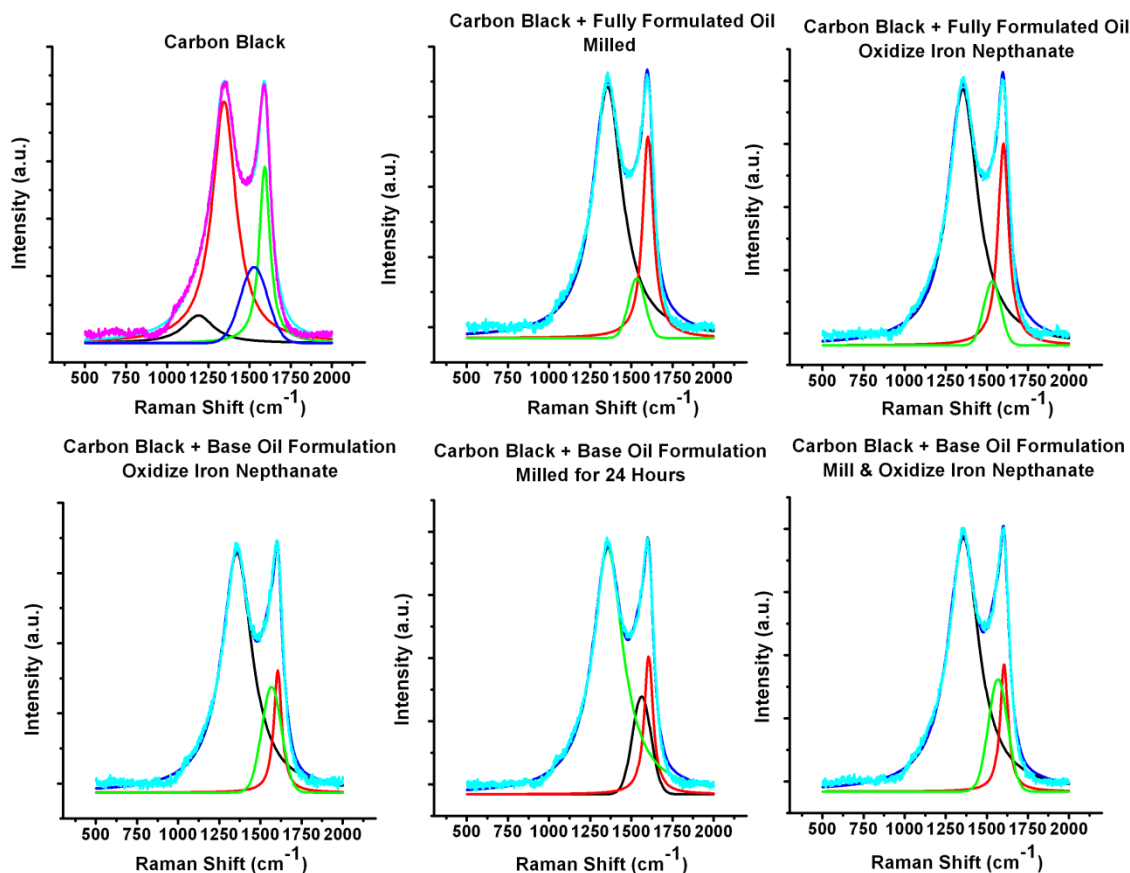 Carbon Black
Intensity (a.u.)
500 750 1000 1250 1500 1750 2000
Raman Shift (cm-1)
Carbon Black + Fully Formulated Oil
Milled
Intensity (a.u.)
500 750 1000 1250 1500 1750 2000
Raman Shift (cm-1)
Carbon Black + Fully Formulated Oil
Oxidize Iron Nepthanate
Intensity (a.u.)
500 750 1000 1250 1500 1750 2000
Raman Shift (cm-1)
Carbon Black + Base Oil Formulation
Oxidize Iron Nepthanate
Intensity (a.u.)
500 750 1000 1250 1500 1750 2000
Raman Shift (cm-1)
Carbon Black + Base Oil Formulation
Milled for 24 Hours
Intensity (a.u.)
500 750 1000 1250 1500 1750 2000
Raman Shift (cm-1)
Carbon Black + Base Oil Formulation
Mill & Oxidize Iron Nepthanate
Intensity (a.u.)
500 750 1000 1250 1500 1750 2000
Raman Shift (cm-1)